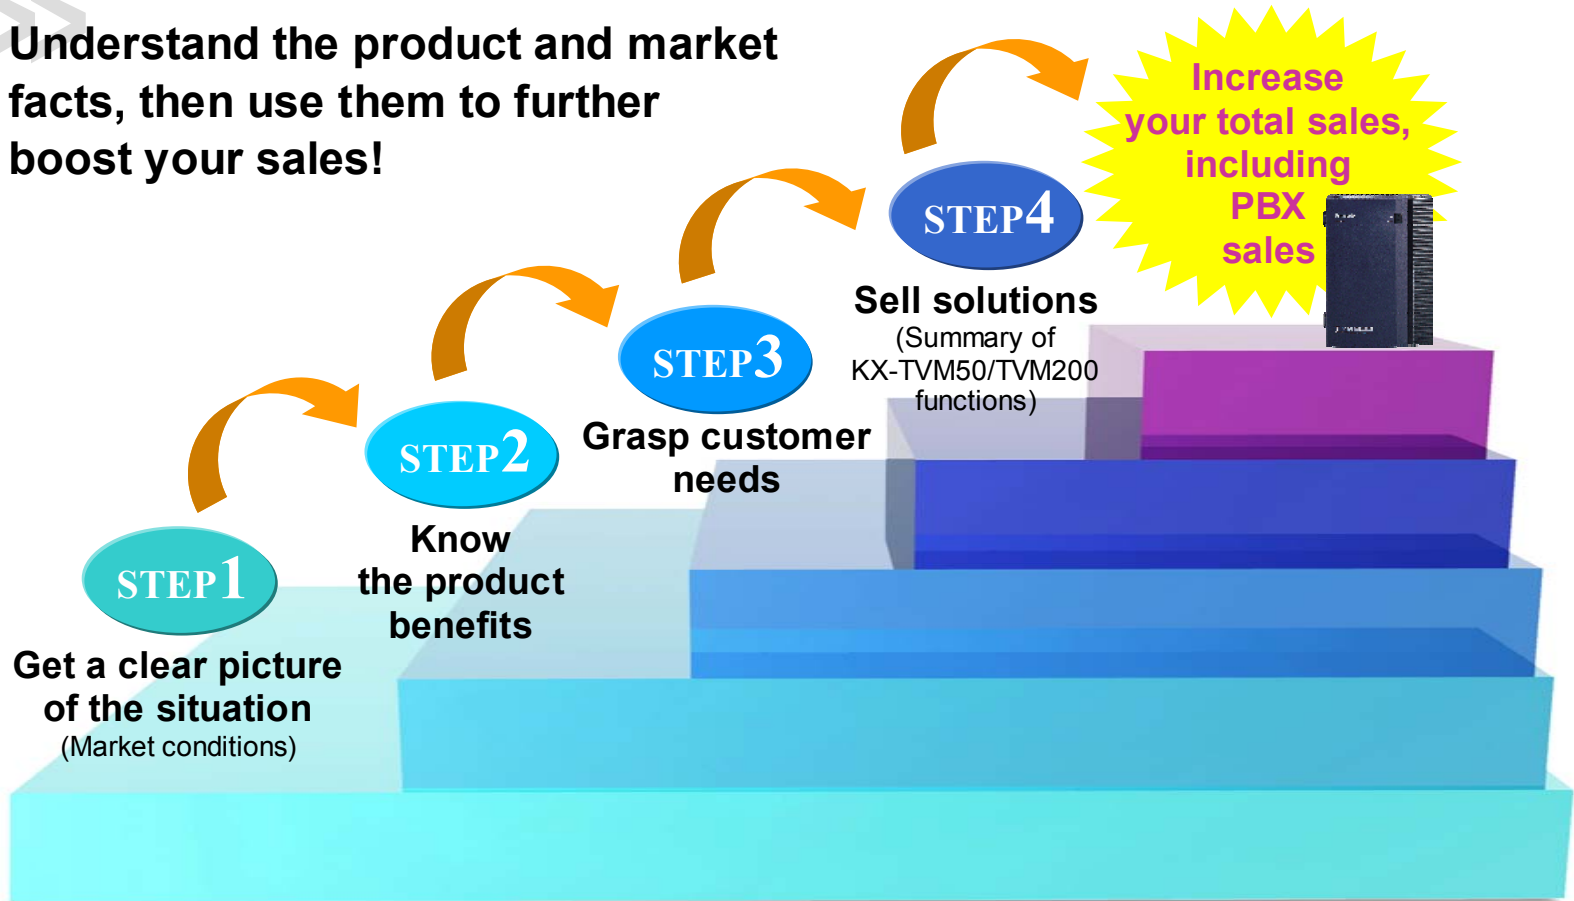 Understand the product and market
facts, then use them to further
boost your sales!
Increase
your total sales,
including
PBX
sales
STEP4
Sell solutions
(Summary of
KX-TVM50/TVM200
functions)
STEP3
Grasp customer
needs
STEP2
Know
the product
benefits
STEP1
Get a clear picture
of the situation
(Market conditions)